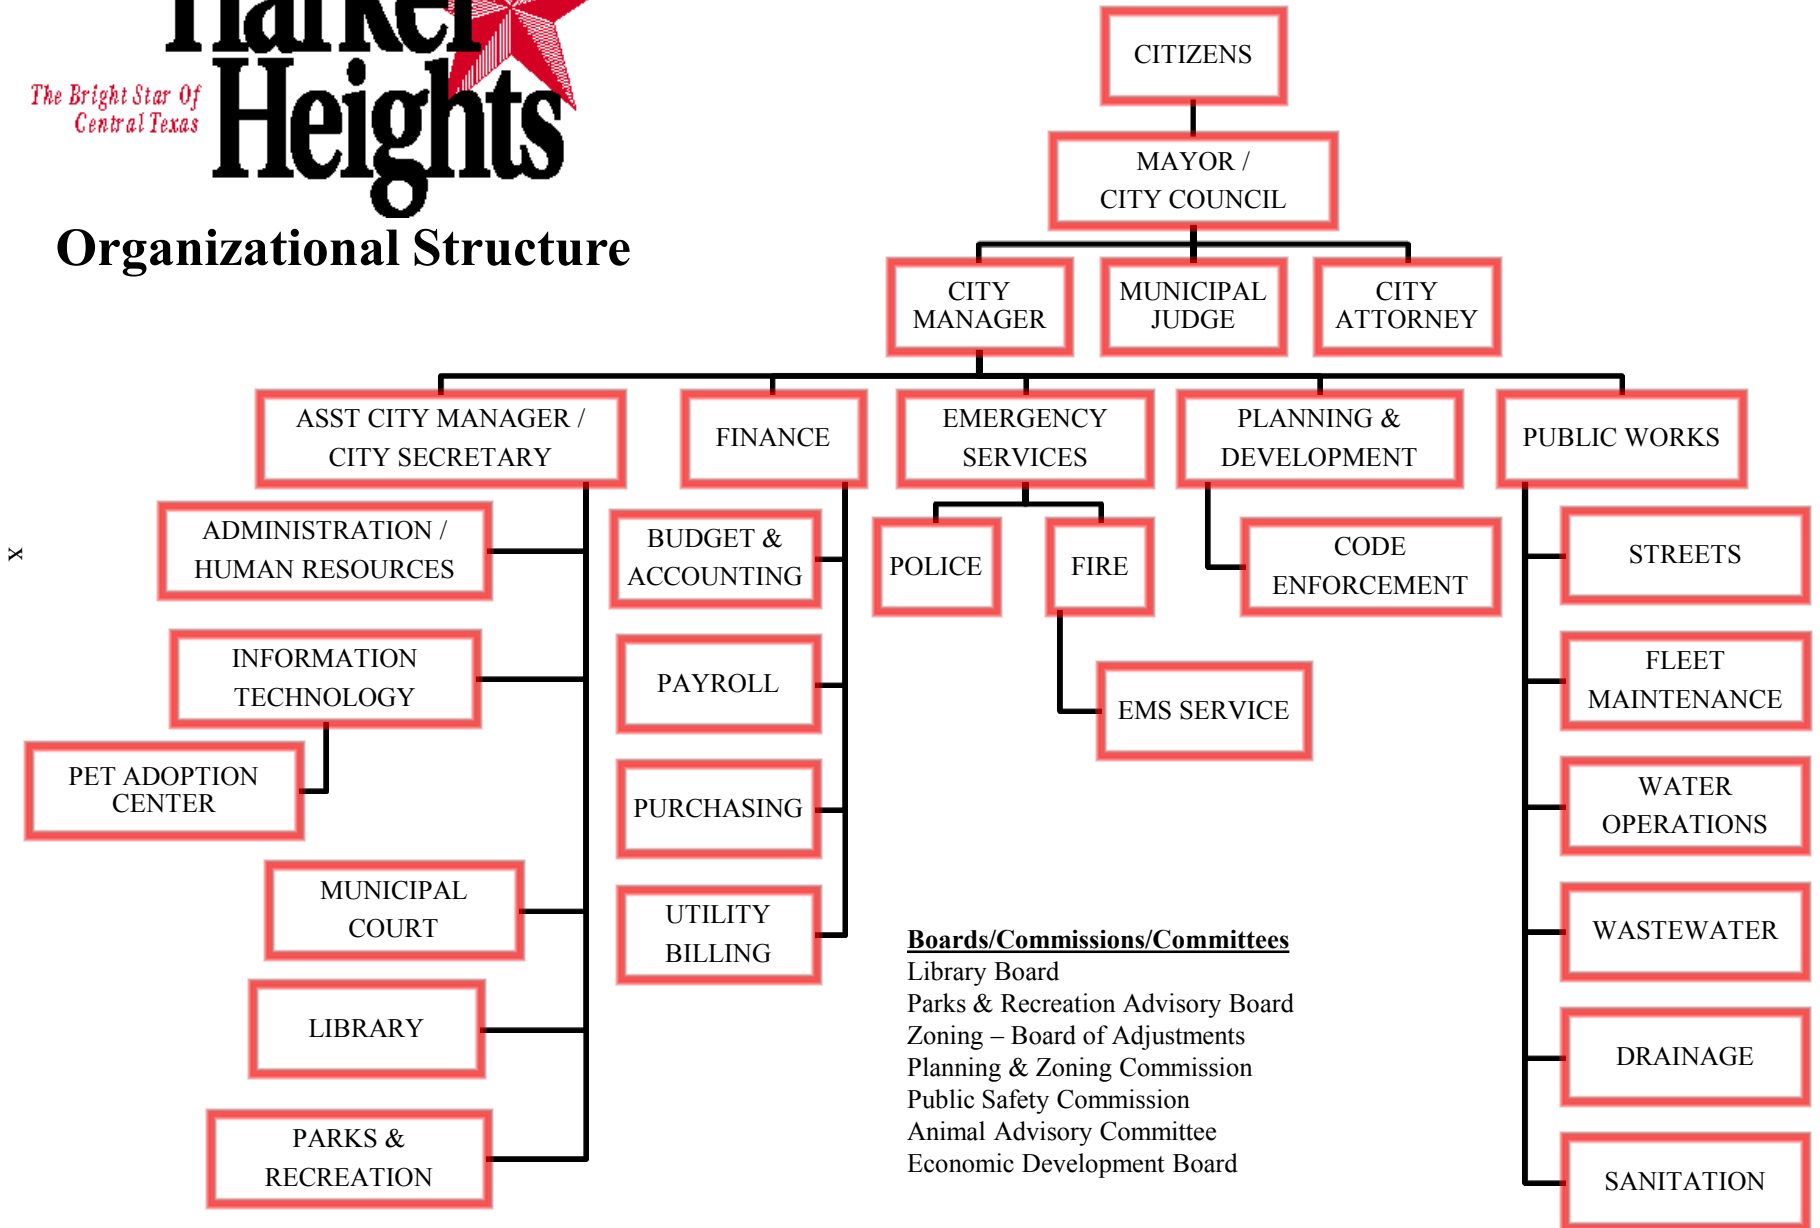 Harker
Heights
The Bright Star Of
Central Texas
Organizational Structure
CITIZENS
MAYOR /
CITY COUNCIL
CITY
MANAGER
MUNICIPAL
JUDGE
CITY
ATTORNEY
ASST CITY MANAGER /
CITY SECRETARY
FINANCE
EMERGENCY
SERVICES
PLANNING &
DEVELOPMENT
PUBLIC WORKS
ADMINISTRATION /
HUMAN RESOURCES
INFORMATION
TECHNOLOGY
PET ADOPTION
CENTER
MUNICIPAL
COURT
LIBRARY
PARKS &
RECREATION
BUDGET &
ACCOUNTING
PAYROLL
PURCHASING
UTILITY
BILLING
POLICE
FIRE
EMS SERVICE
CODE
ENFORCEMENT
STREETS
FLEET
MAINTENANCE
WATER
OPERATIONS
WASTEWATER
DRAINAGE
SANITATION
Boards/Commissions/Committees
Library Board
Parks & Recreation Advisory Board
Zoning – Board of Adjustments
Planning & Zoning Commission
Public Safety Commission
Animal Advisory Committee
Economic Development Board
x